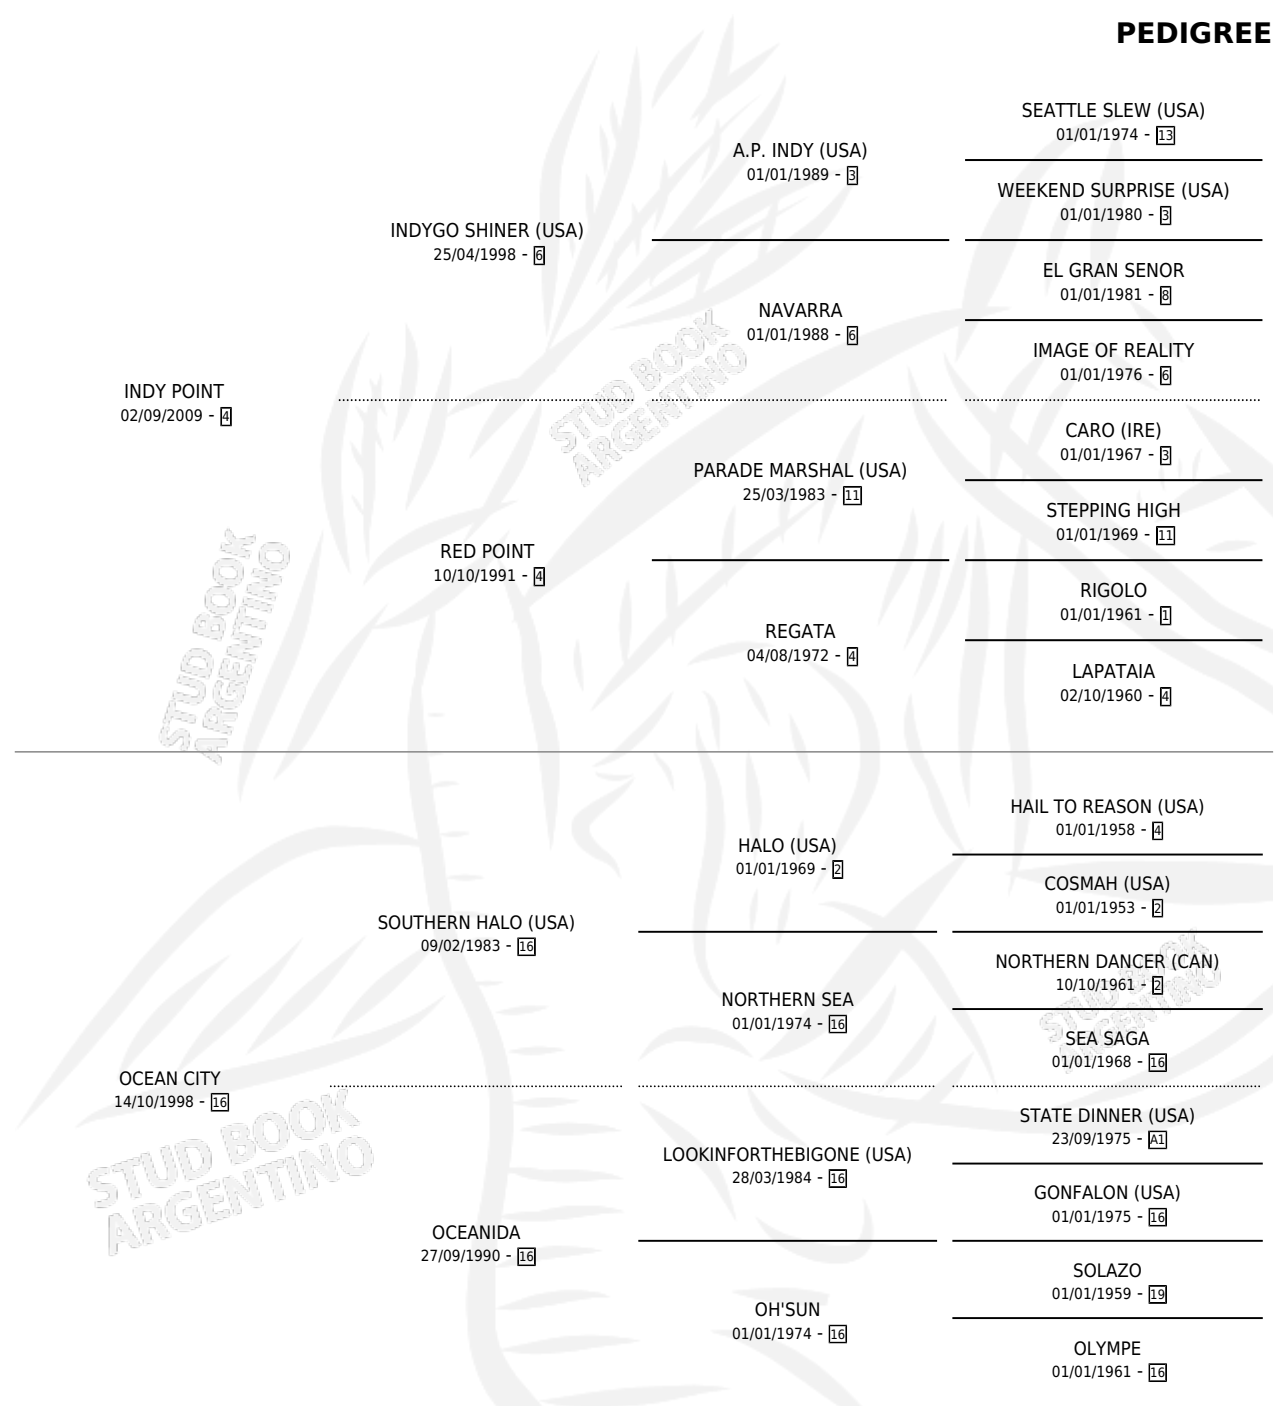 PEDIGREE
SEATTLE SLEW (USA)
01/01/1974 - 13
A.P. INDY (USA)
01/01/1989 - 3
WEEKEND SURPRISE (USA)
01/01/1980 - 3
INDYGO SHINER (USA)
25/04/1998 - 6
EL GRAN SENOR
01/01/1981 - 8
NAVARRA
01/01/1988 - 6
IMAGE OF REALITY
01/01/1976 - 6
STUD BOOK
ARGENTINO
INDY POINT
02/09/2009 - 4
CARO (IRE)
01/01/1967 - 3
PARADE MARSHAL (USA)
25/03/1983 - 11
STEPPING HIGH
01/01/1969 - 11
RED POINT
10/10/1991 - 4
RIGOLO
01/01/1961 - 1
REGATA
04/08/1972 - 4
LAPATAIA
02/10/1960 - 4
STUD BOOK
ARGENTINO
HAIL TO REASON (USA)
01/01/1958 - 4
HALO (USA)
01/01/1969 - 2
COSMAH (USA)
01/01/1953 - 2
SOUTHERN HALO (USA)
09/02/1983 - 16
NORTHERN DANCER (CAN)
10/10/1961 - 2
NORTHERN SEA
01/01/1974 - 16
STUD BOOK
ARGENTINO
SEA SAGA
01/01/1968 - 16
OCEAN CITY
14/10/1998 - 16
STATE DINNER (USA)
23/09/1975 - A1
LOOKINFORTHEBIGONE (USA)
28/03/1984 - 16
GONFALON (USA)
01/01/1975 - 16
STUD BOOK
ARGENTINO
OCEANIDA
27/09/1990 - 16
SOLAZO
01/01/1959 - 19
OH'SUN
01/01/1974 - 16
OLYMPE
01/01/1961 - 16